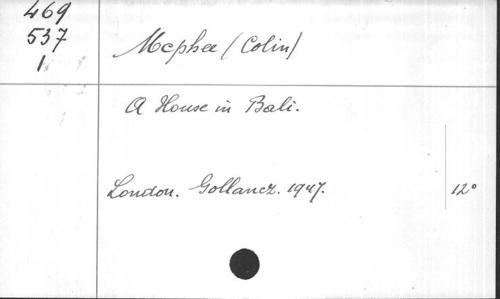 469
537
1.
Mcphee (Colin)
A House in Bali.
London. Gollancz. 1947.
12°